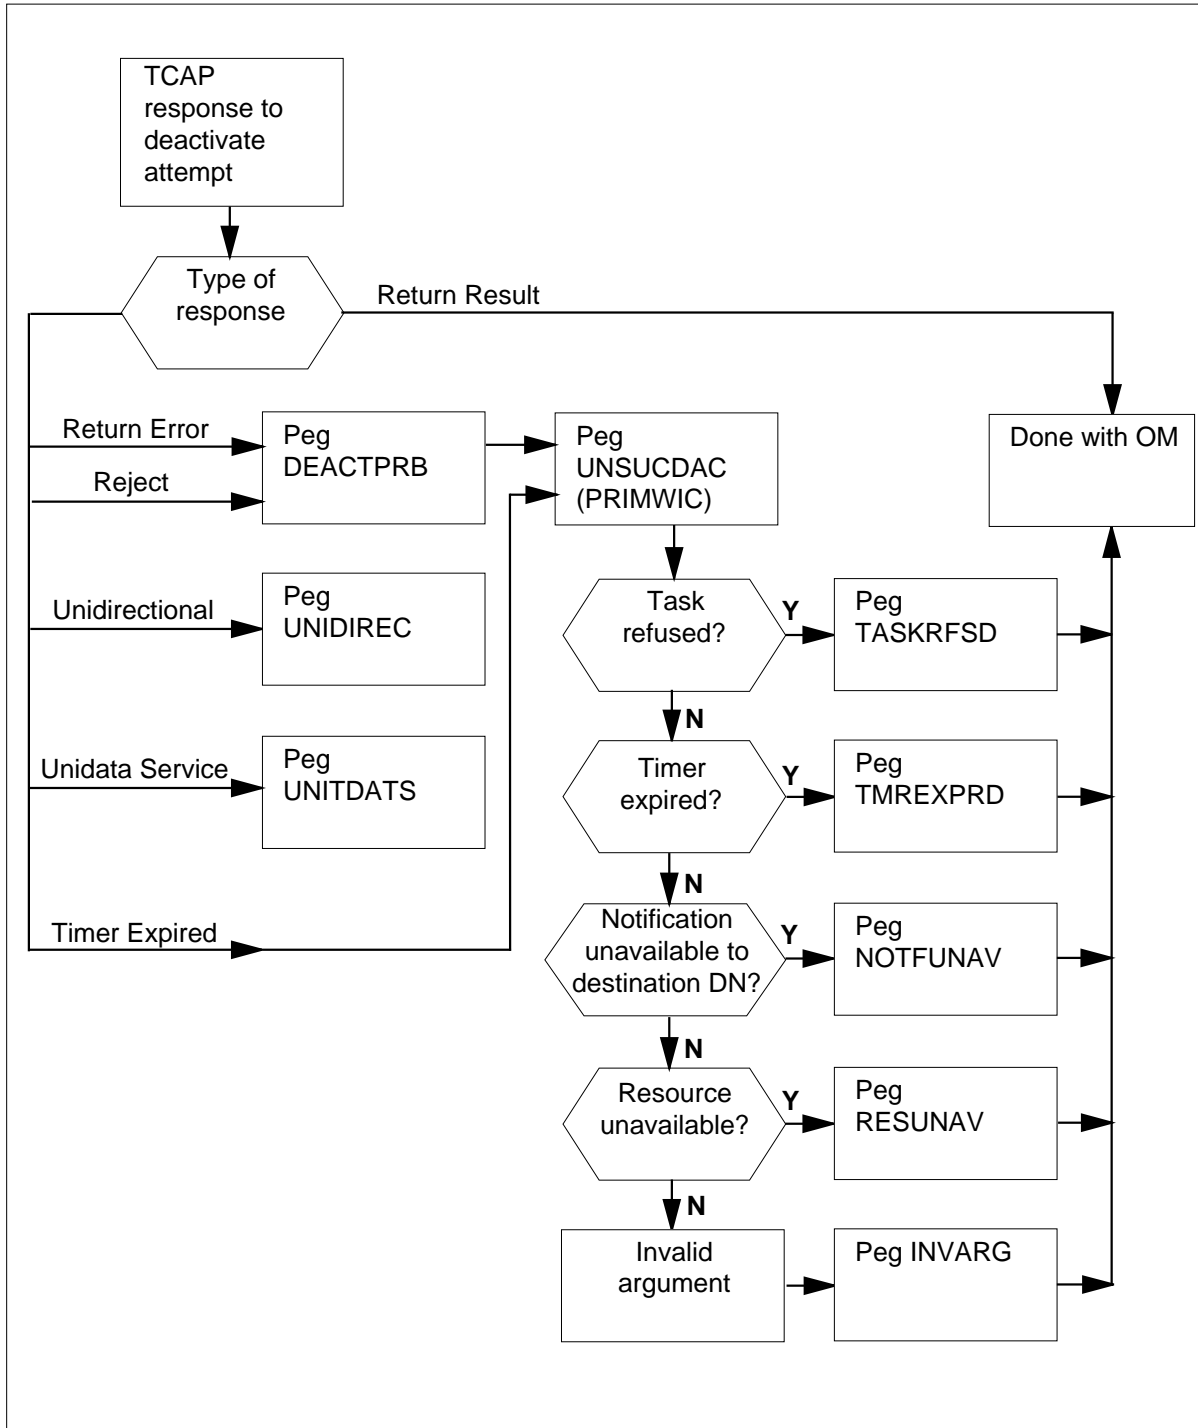 TCAP
response to
deactivate
attempt
Type of
response
Return Result
Return Error
Reject
Peg
DEACTPRB
Peg
UNSUCDAC
(PRIMWIC)
Done with OM
Unidirectional
Peg
UNIDIREC
Task
refused?
Y
Peg
TASKRFSD
N
Unidata Service
Peg
UNITDATS
Timer
expired?
Y
Peg
TMREXPRD
N
Timer Expired
Notification
unavailable to
destination DN?
Y
Peg
NOTFUNAV
N
Resource
unavailable?
Y
Peg
RESUNAV
N
Invalid
argument
Peg INVARG